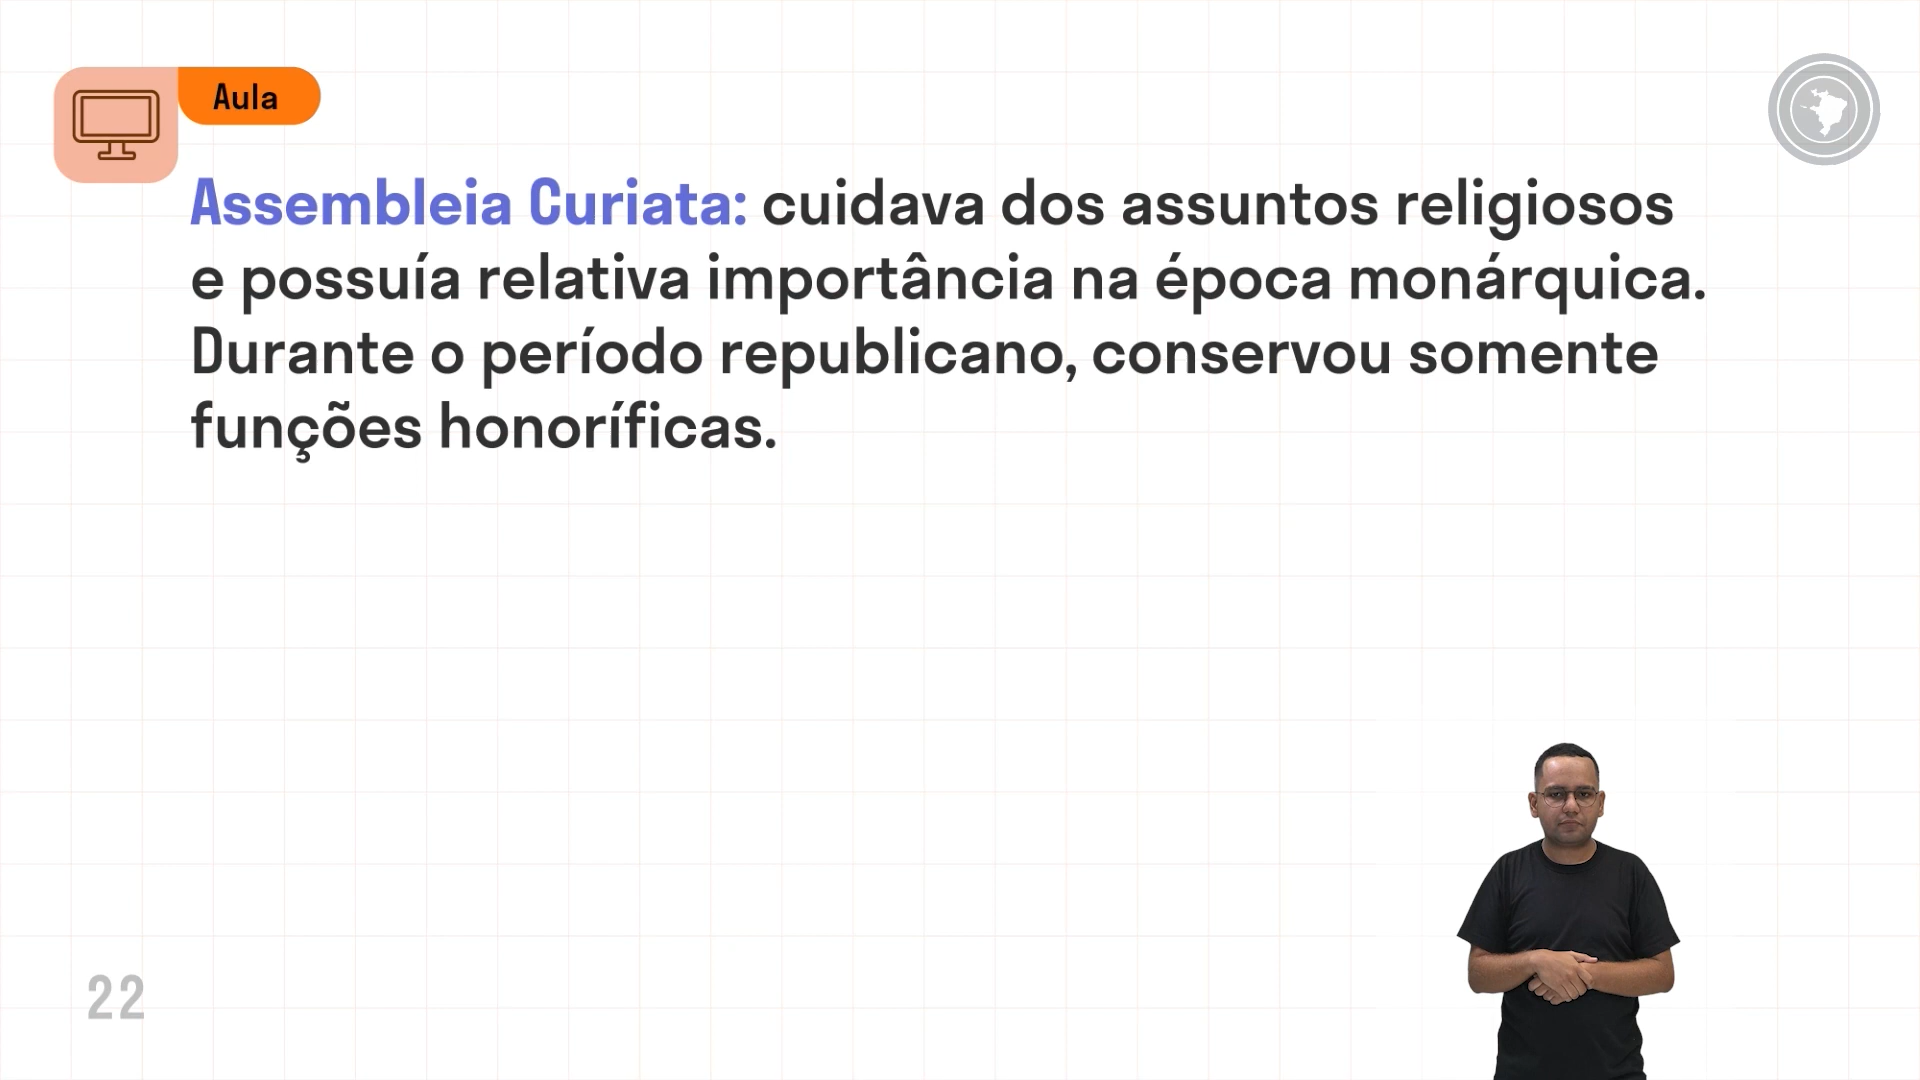 Aula
Assembleia Curiata: cuidava dos assuntos religiosos
e possuía relativa importância na época monárquica.
Durante o período republicano, conservou somente
funções honoríficas.
22